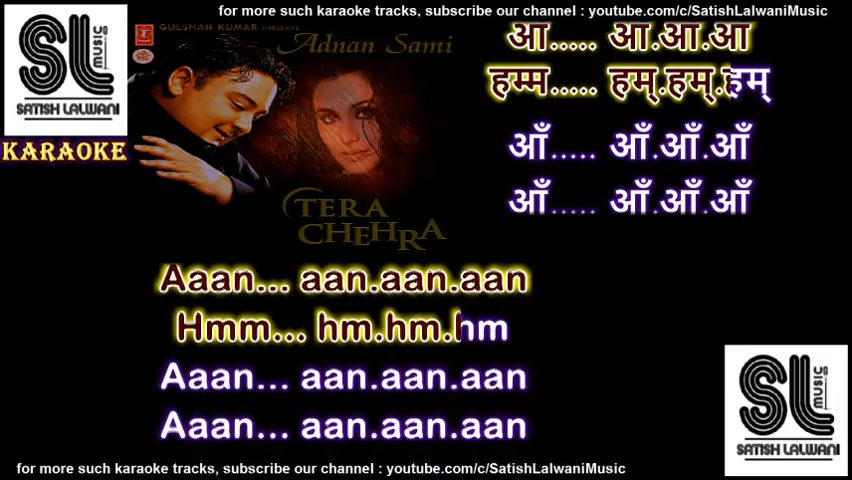 for more such karaoke tracks, subscribe our channel : youtube.com/c/SatishLalwaniMusic
SL MUSIC
SATISH LALWANI
KARAOKE
T-SERIES
GULSHAN KUMAR PRESENTS
Adnan Sami
TERA
CHEHRA
आ..... आ.आ.आ
हम्म..... हम्.हम्.हम्
आँ..... आँ.आँ.आँ
आँ..... आँ.आँ.आँ
Aaan... aan.aan.aan
Hmm... hm.hm.hm
Aaan... aan.aan.aan
Aaan... aan.aan.aan
SL MUSIC
SATISH LALWANI
for more such karaoke tracks, subscribe our channel : youtube.com/c/SatishLalwaniMusic